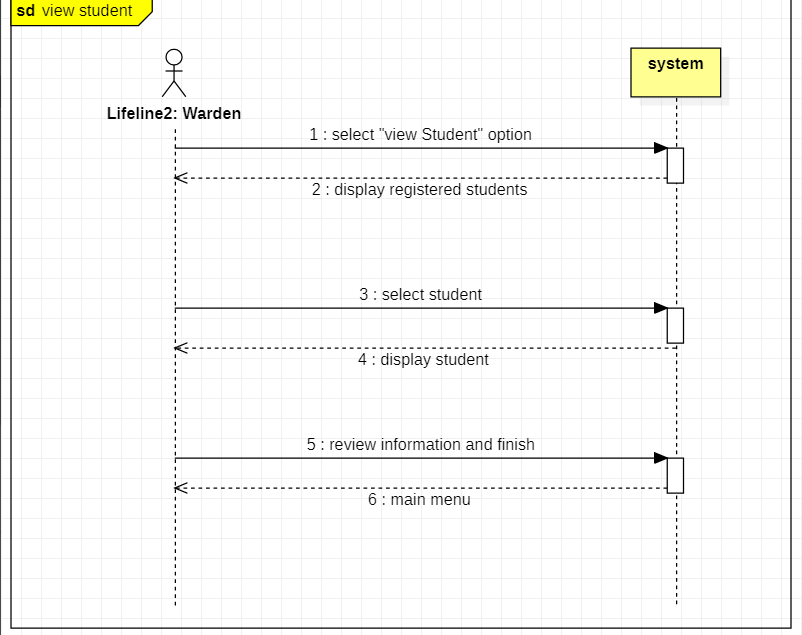 sd view student
Lifeline2: Warden
system
1 : select "view Student" option
2 : display registered students
3 : select student
4 : display student
5 : review information and finish
6 : main menu